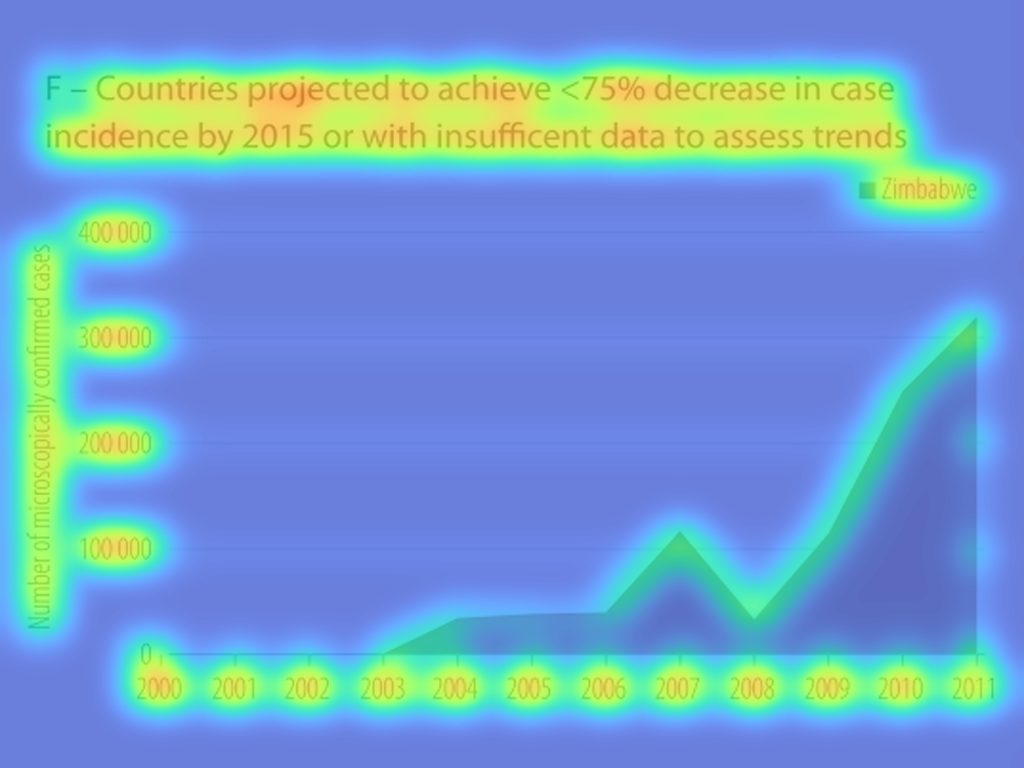 F – Countries projected to achieve <75% decrease in case
incidence by 2015 or with insufficent data to assess trends
Zimbabwe
Number of microscopically confirmed cases
400 000
300 000
200 000
100 000
0
2000 2001 2002 2003 2004 2005 2006 2007 2008 2009 2010 2011